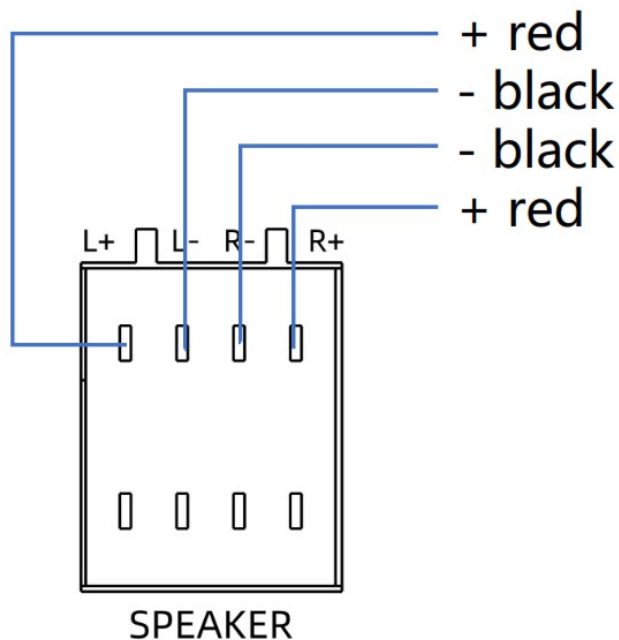 + red
- black
- black
+ red
L+ L- R- R+
SPEAKER